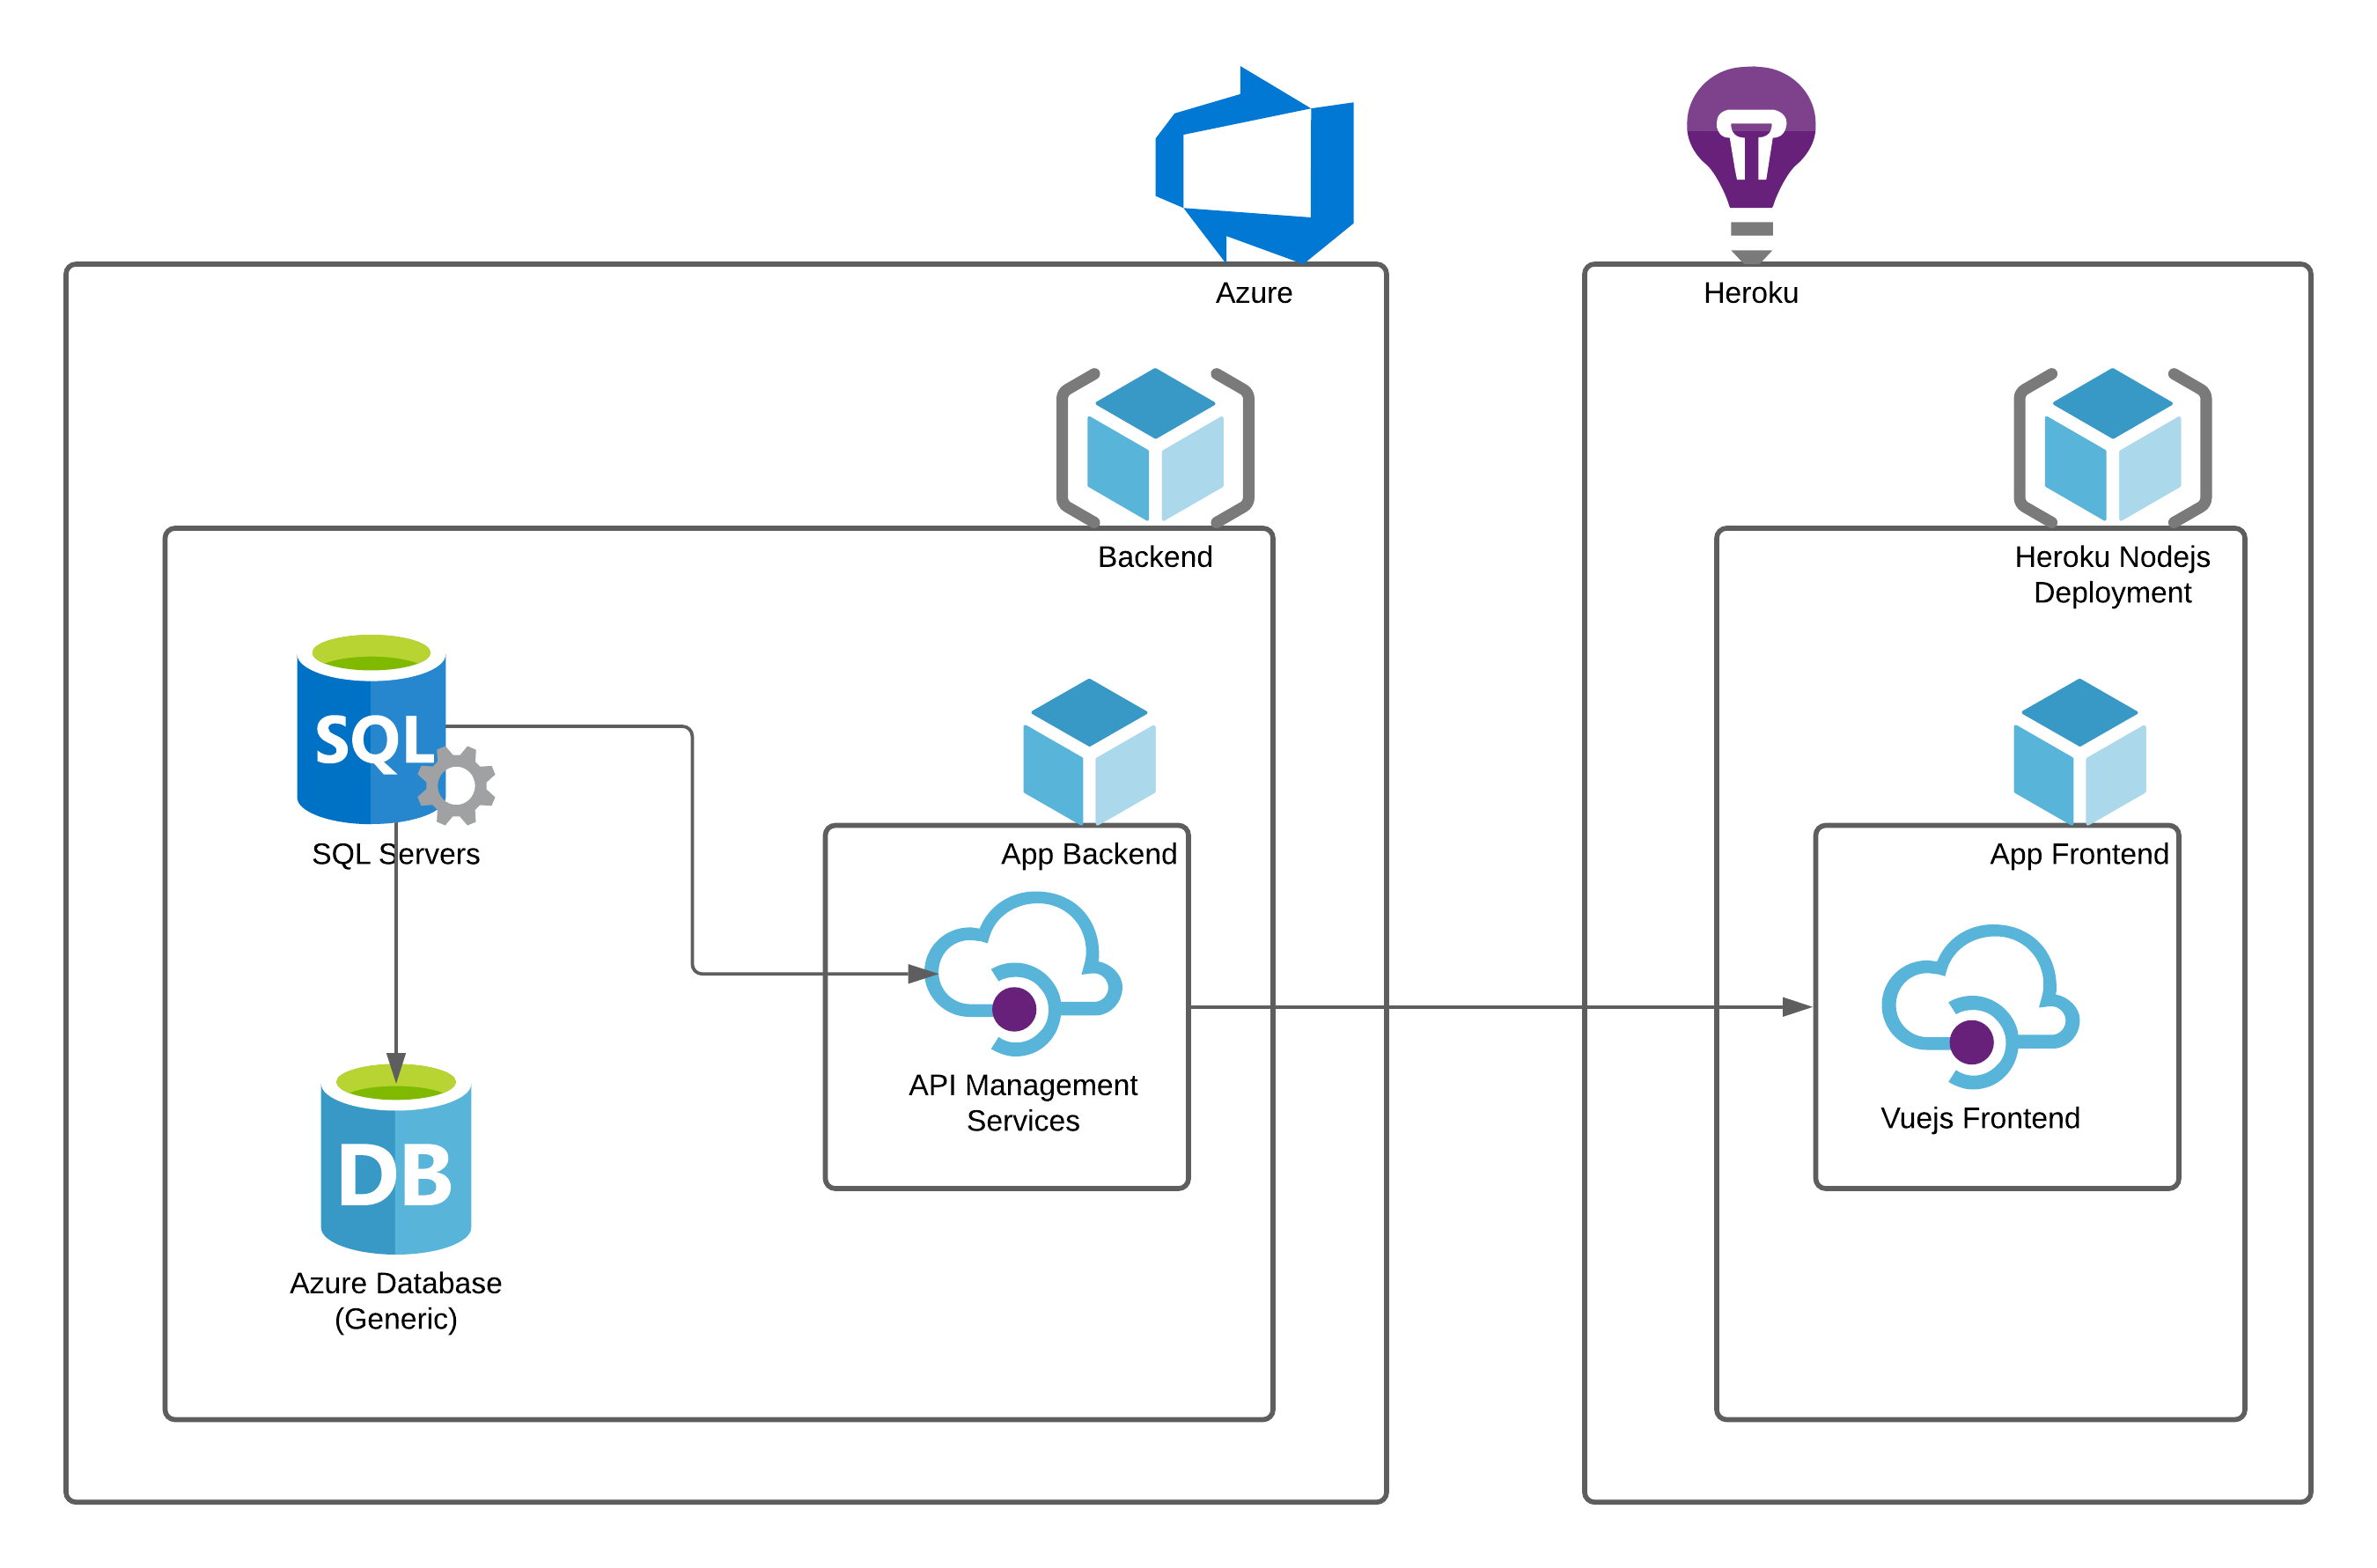 Azure
Heroku
Backend
Heroku Nodejs
Deployment
SQL
SQL Servers
App Backend
App Frontend
API Management
Services
Vuejs Frontend
DB
Azure Database
(Generic)